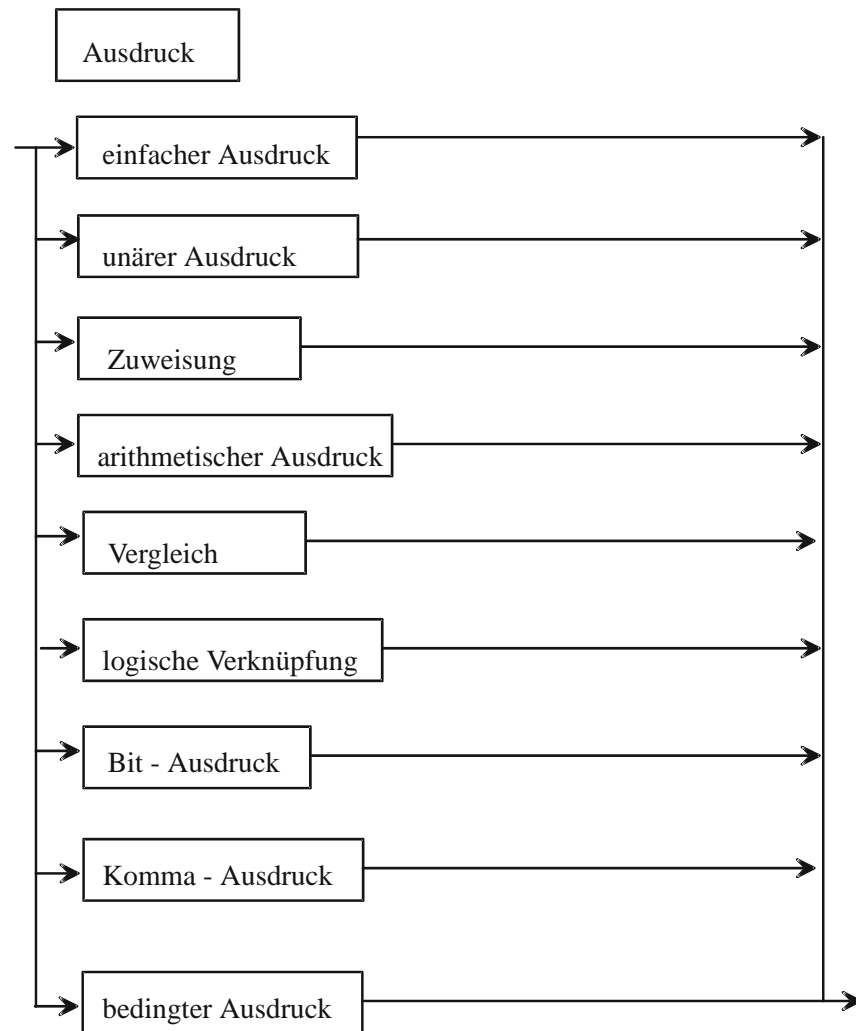 Ausdruck
einfacher Ausdruck
unärer Ausdruck
Zuweisung
arithmetischer Ausdruck
Vergleich
logische Verknüpfung
Bit - Ausdruck
Komma - Ausdruck
bedingter Ausdruck